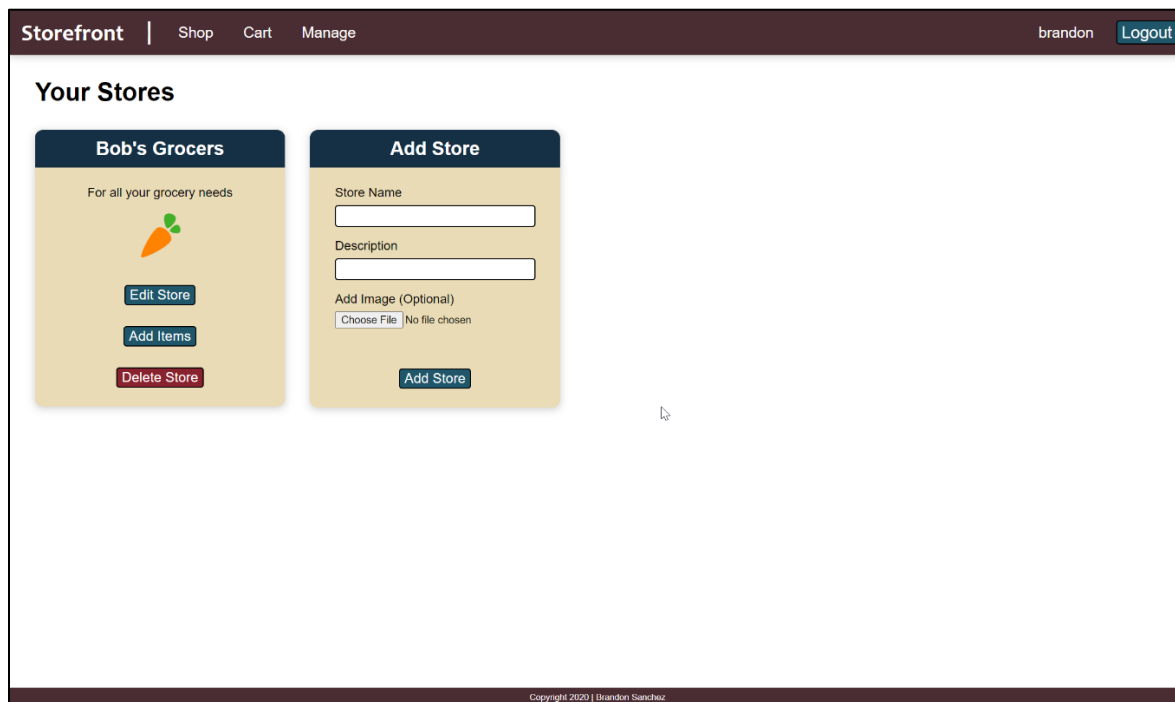 Storefront | Shop Cart Manage brandon Logout
Your Stores
Bob's Grocers
For all your grocery needs
Edit Store
Add Items
Delete Store
Add Store
Store Name
Description
Add Image (Optional)
Choose File No file chosen
Add Store
Copyright 2020 | Brandon Sanchez